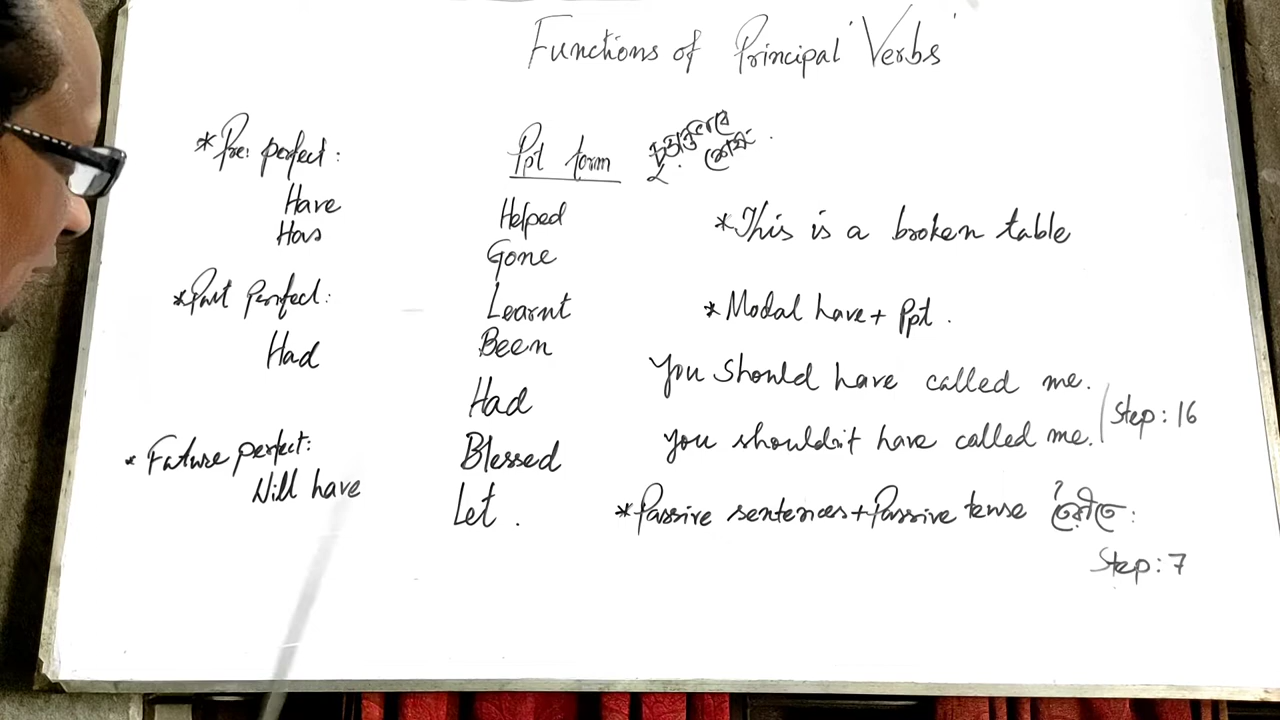 Functions of Principal 'Verbs'
*Pre: perfect:
Have
Has
*Past Perfect:
Had
* Future perfect:
Will have
Ppt form
Helped
Gone
Learnt
Been
Had
Blessed
Let .
*This is a broken table
*Modal have + Ppt .
You should have called me.
You shouldn't have called me.
Step: 16
*Passive sentences + Passive tense
Step: 7